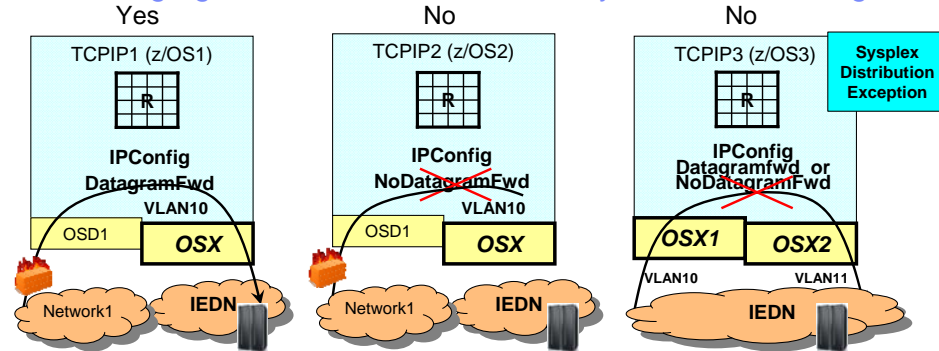 Yes
TCPIP1 (z/OS1)
R
IPConfig
DatagramFwd
VLAN10
OSD1
OSX
Network1
IEDN
No
TCPIP2 (z/OS2)
R
IPConfig
NoDatagramFwd
VLAN10
OSD1
OSX
Network1
IEDN
No
TCPIP3 (z/OS3)
Sysplex
Distribution
Exception
R
IPConfig
Datagramfwd or
NoDatagramFwd
OSX1
OSX2
VLAN10
VLAN11
IEDN